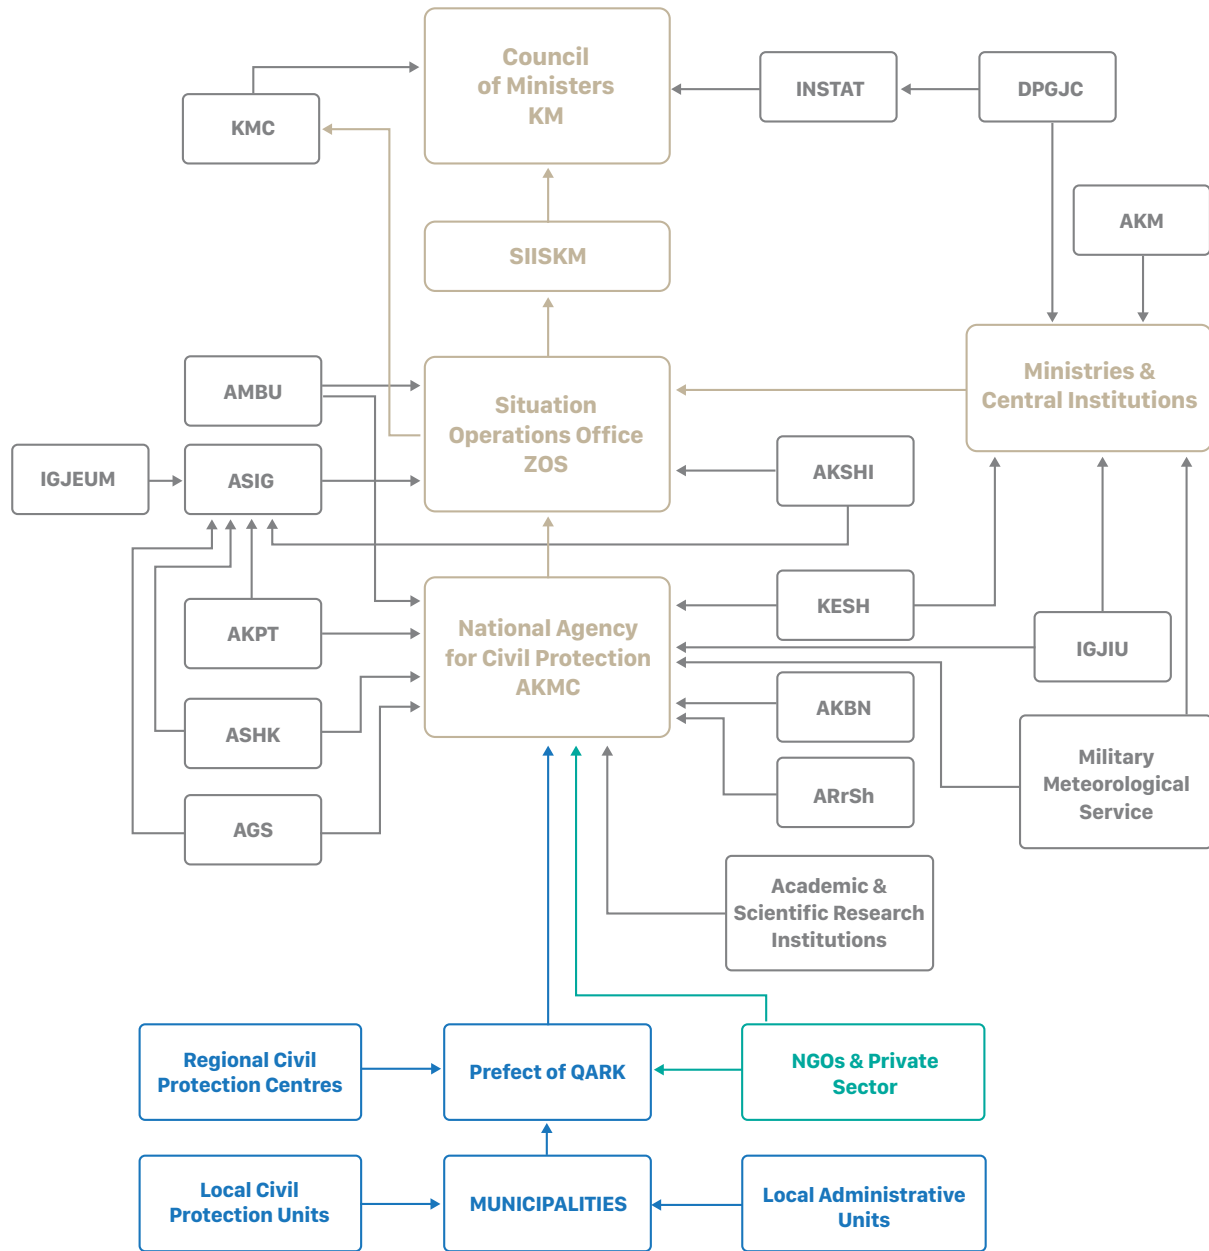 Council
of Ministers
KM
INSTAT
DPGJC
KMC
AKM
SIISKM
Ministries &
Central Institutions
AMBU
Situation
Operations Office
ZOS
IGJEUM
ASIG
AKSHI
National Agency
for Civil Protection
AKMC
KESH
AKPT
IGJIU
AKBN
ASHK
Military
Meteorological
Service
ARrSh
AGS
Academic &
Scientific Research
Institutions
Regional Civil
Protection Centres
Prefect of QARK
NGOs & Private
Sector
Local Civil
Protection Units
MUNICIPALITIES
Local Administrative
Units